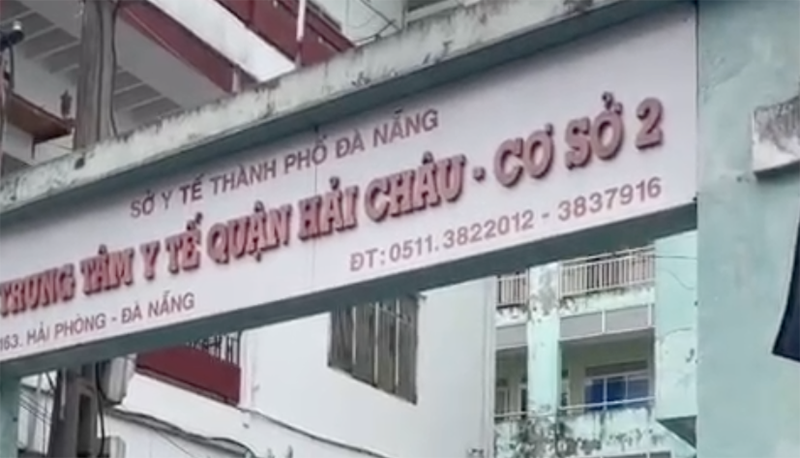 SỞ Y TẾ THÀNH PHỐ ĐÀ NẴNG
TRUNG TÂM Y TẾ QUẬN HẢI CHÂU - CƠ SỞ 2
ĐT: 0511. 3822012 - 3837916
163. HẢI PHÒNG - ĐÀ NẴNG